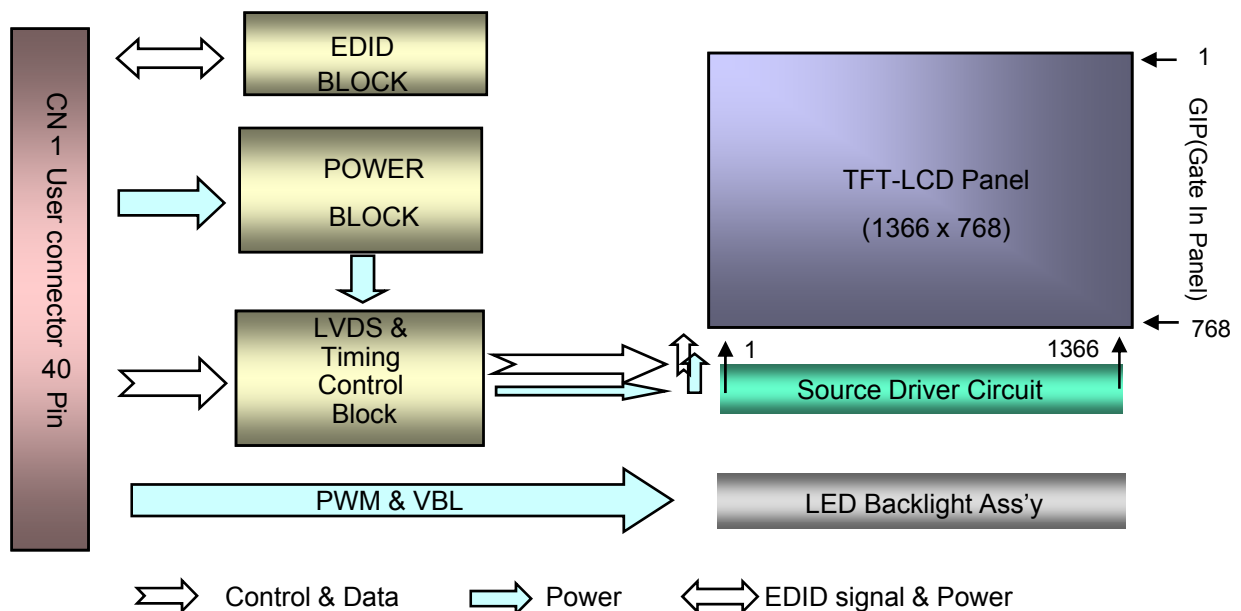 CN 1 User connector 40 Pin
EDID
BLOCK
POWER
BLOCK
LVDS &
Timing
Control
Block
TFT-LCD Panel
(1366 x 768)
1
GIP(Gate In Panel)
768
1
1366
Source Driver Circuit
PWM & VBL
LED Backlight Ass'y
Control & Data
Power
EDID signal & Power